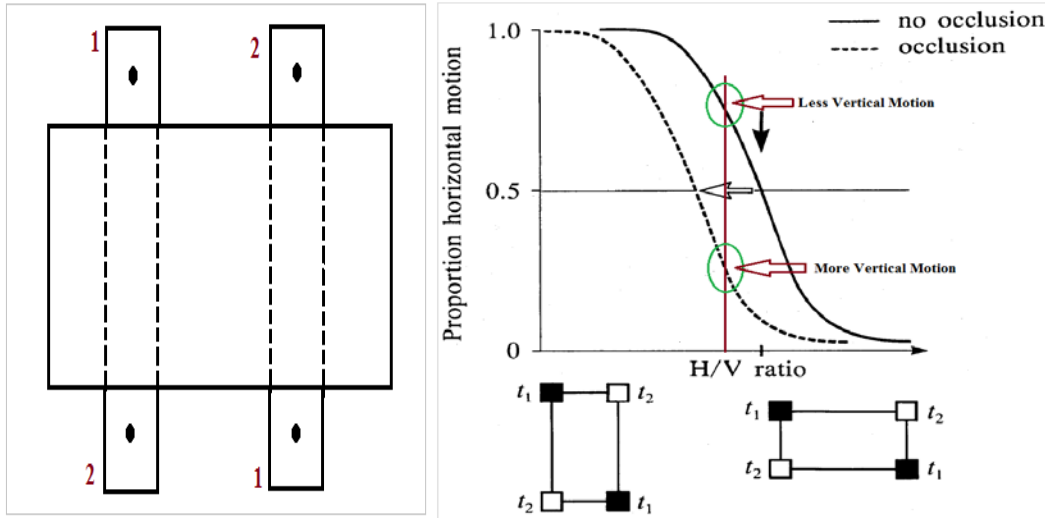 1
2
2
1
no occlusion
occlusion
Proportion horizontal motion
1.0
0.5
0
Less Vertical Motion
More Vertical Motion
H/V ratio
t1 t2
t2 t1
t1 t2
t2 t1